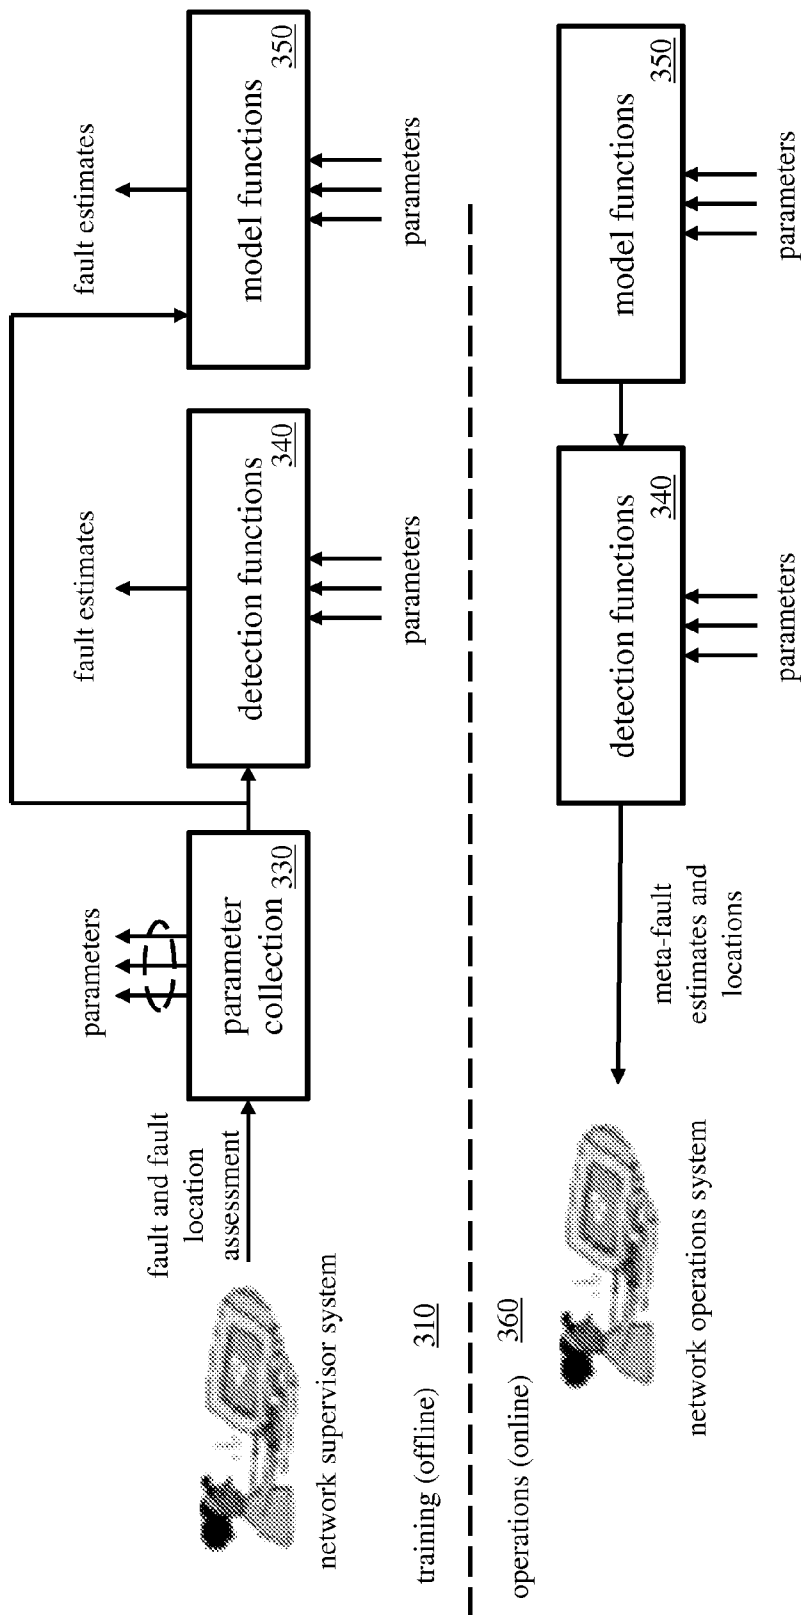 fault and fault
location
assessment
network supervisor system
parameters
parameter
collection
330
fault estimates
detection functions
340
parameters
fault estimates
model functions
350
parameters
training (offline) 310
operations (online) 360
network operations system
meta-fault
estimates and
locations
detection functions
340
parameters
model functions
350
parameters